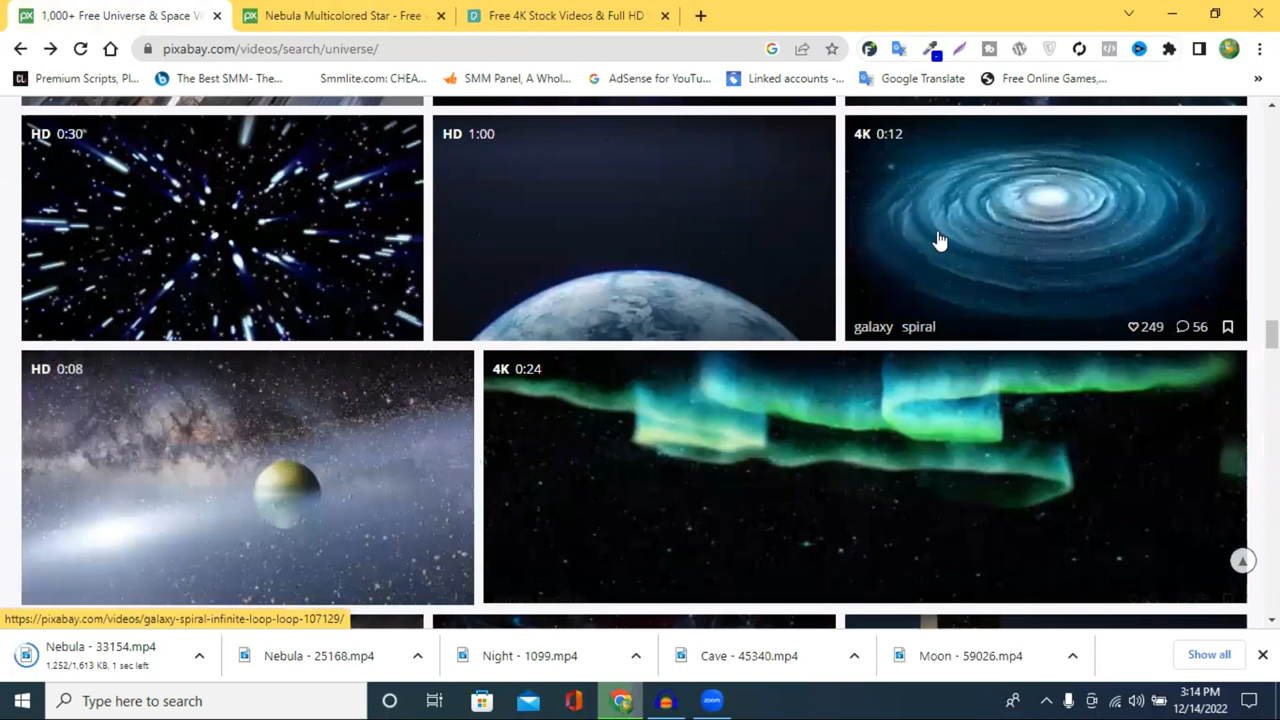 1,000+ Free Universe & Space V
Nebula Multicolored Star - Free
Free 4K Stock Videos & Full HD
pixabay.com/videos/search/universe/
Premium Scripts, Pl...
The Best SMM- The...
Smmlite.com: CHEA...
SMM Panel, A Whol...
AdSense for YouTu...
Linked accounts -...
Google Translate
Free Online Games,...
HD 0:30
HD 1:00
4K 0:12
galaxy spiral
249
56
HD 0:08
4K 0:24
https://pixabay.com/videos/galaxy-spiral-infinite-loop-loop-107129/
Nebula - 33154.mp4
1,252/1,613 KB, 1 sec left
Nebula - 25168.mp4
Night - 1099.mp4
Cave - 45340.mp4
Moon - 59026.mp4
Show all
Type here to search
zoom
3:14 PM
12/14/2022